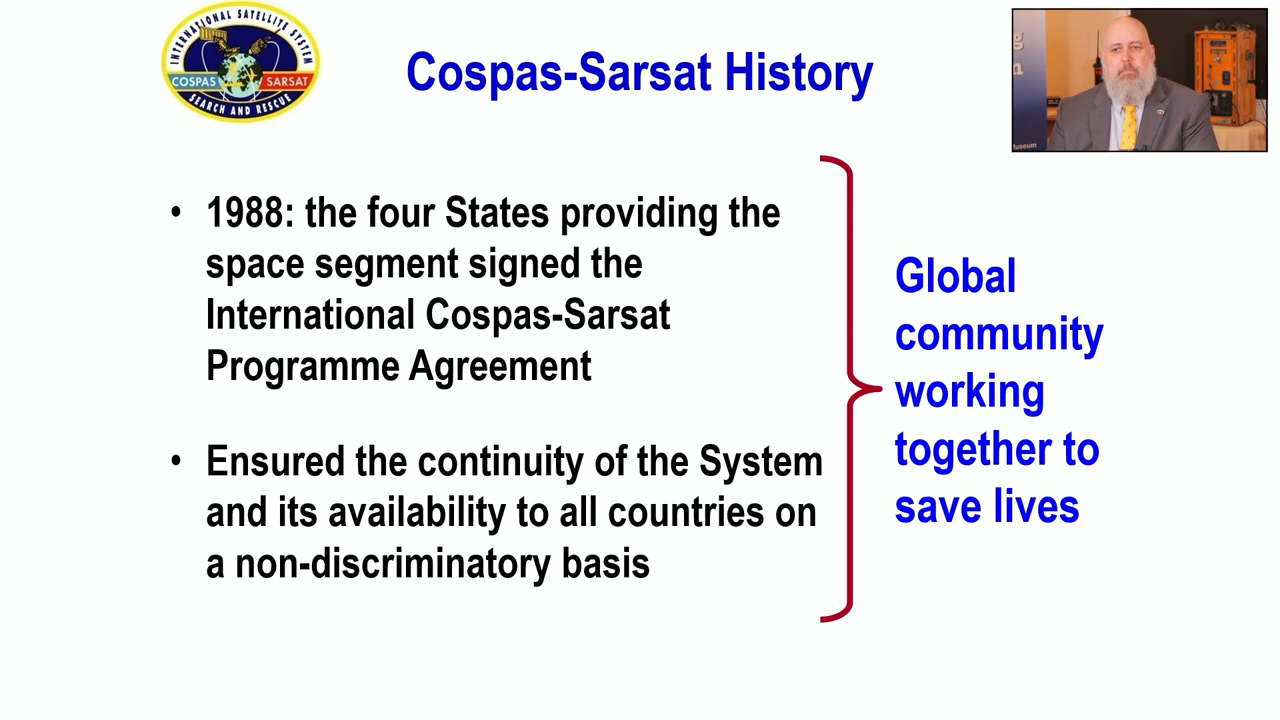 INTERNATIONAL SATELLITE SYSTEM
COSPAS SARSAT
SEARCH AND RESCUE
Cospas-Sarsat History
• 1988: the four States providing the
space segment signed the
International Cospas-Sarsat
Programme Agreement
• Ensured the continuity of the System
and its availability to all countries on
a non-discriminatory basis
Global
community
working
together to
save lives